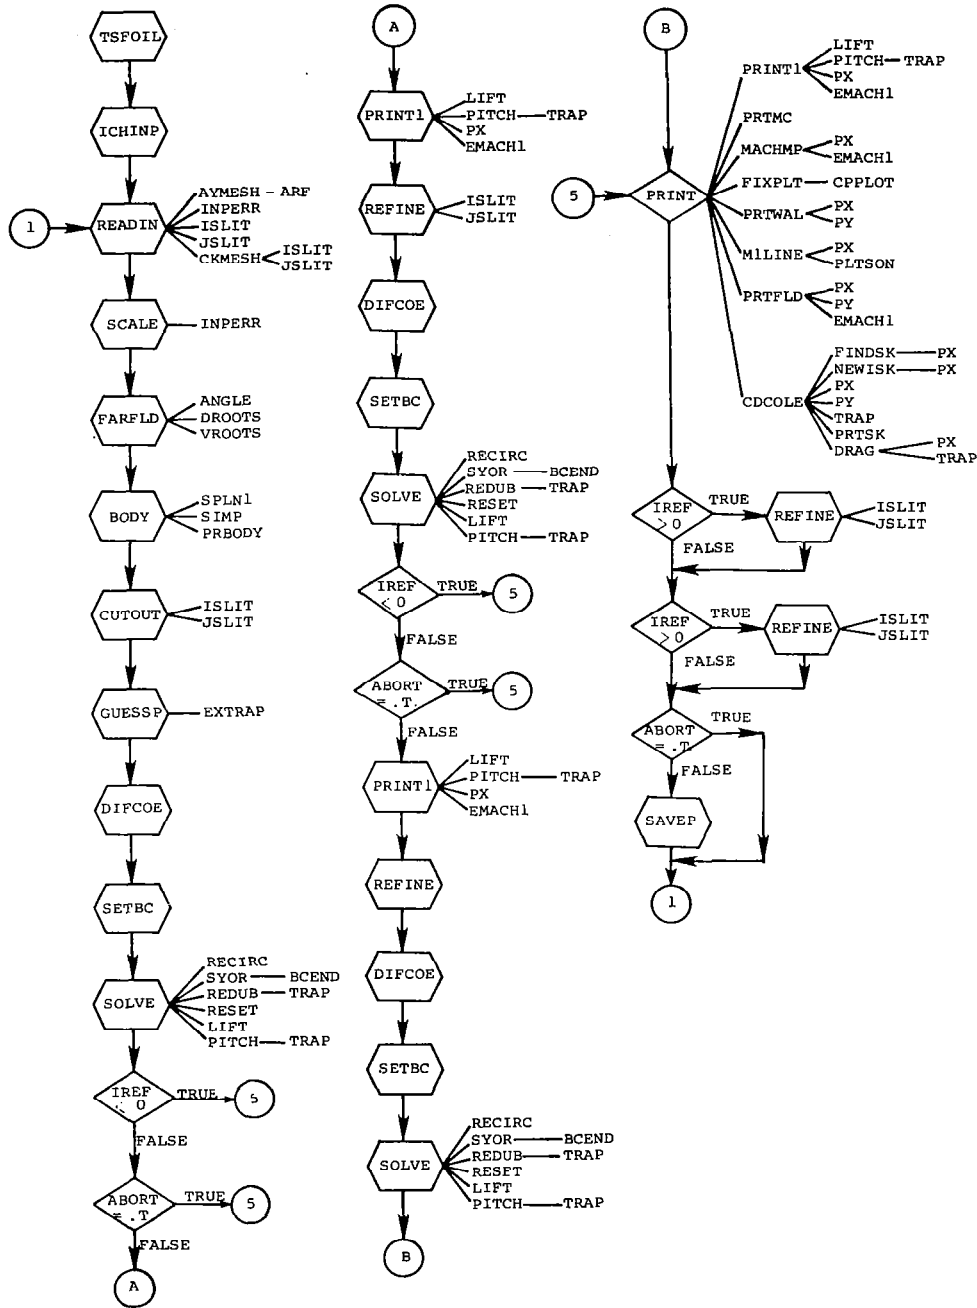 TSFOIL
ICHINP
1
READIN
AYMESH - ARF
INPERR
ISLIT
JSLIT
CKMESH
ISLIT
JSLIT
SCALE
INPERR
FARFLD
ANGLE
DROOTS
VROOTS
BODY
SPLN1
SIMP
PRBODY
CUTOUT
ISLIT
JSLIT
GUESSP
EXTRAP
DIFCOE
SETBC
SOLVE
RECIRC
SYOR BCEND
REDUB TRAP
RESET
LIFT
PITCH TRAP
IREF
< 0
TRUE
5
FALSE
ABORT
= .T.
TRUE
5
FALSE
A
A
PRINT1
LIFT
PITCH TRAP
PX
EMACH1
REFINE
ISLIT
JSLIT
DIFCOE
SETBC
SOLVE
RECIRC
SYOR BCEND
REDUB TRAP
RESET
LIFT
PITCH TRAP
IREF
< 0
TRUE
5
FALSE
ABORT
= .T.
TRUE
5
FALSE
PRINT1
LIFT
PITCH TRAP
PX
EMACH1
REFINE
DIFCOE
SETBC
SOLVE
RECIRC
SYOR BCEND
REDUB TRAP
RESET
LIFT
PITCH TRAP
B
B
5
PRINT
PRINT1
LIFT
PITCH TRAP
PX
EMACH1
PRTMC
MACHMP
PX
EMACH1
FIXPLT CPPLOT
PRTWAL
PX
PY
M1LINE
PX
PLTSON
PRTFLD
PX
PY
EMACH1
CDCOLE
FINDSK PX
NEWISK PX
PX
PY
TRAP
PRTSK
DRAG
PX
TRAP
IREF
> 0
TRUE
REFINE
ISLIT
JSLIT
FALSE
IREF
> 0
TRUE
REFINE
ISLIT
JSLIT
FALSE
ABORT
= .T.
TRUE
FALSE
SAVEP
1